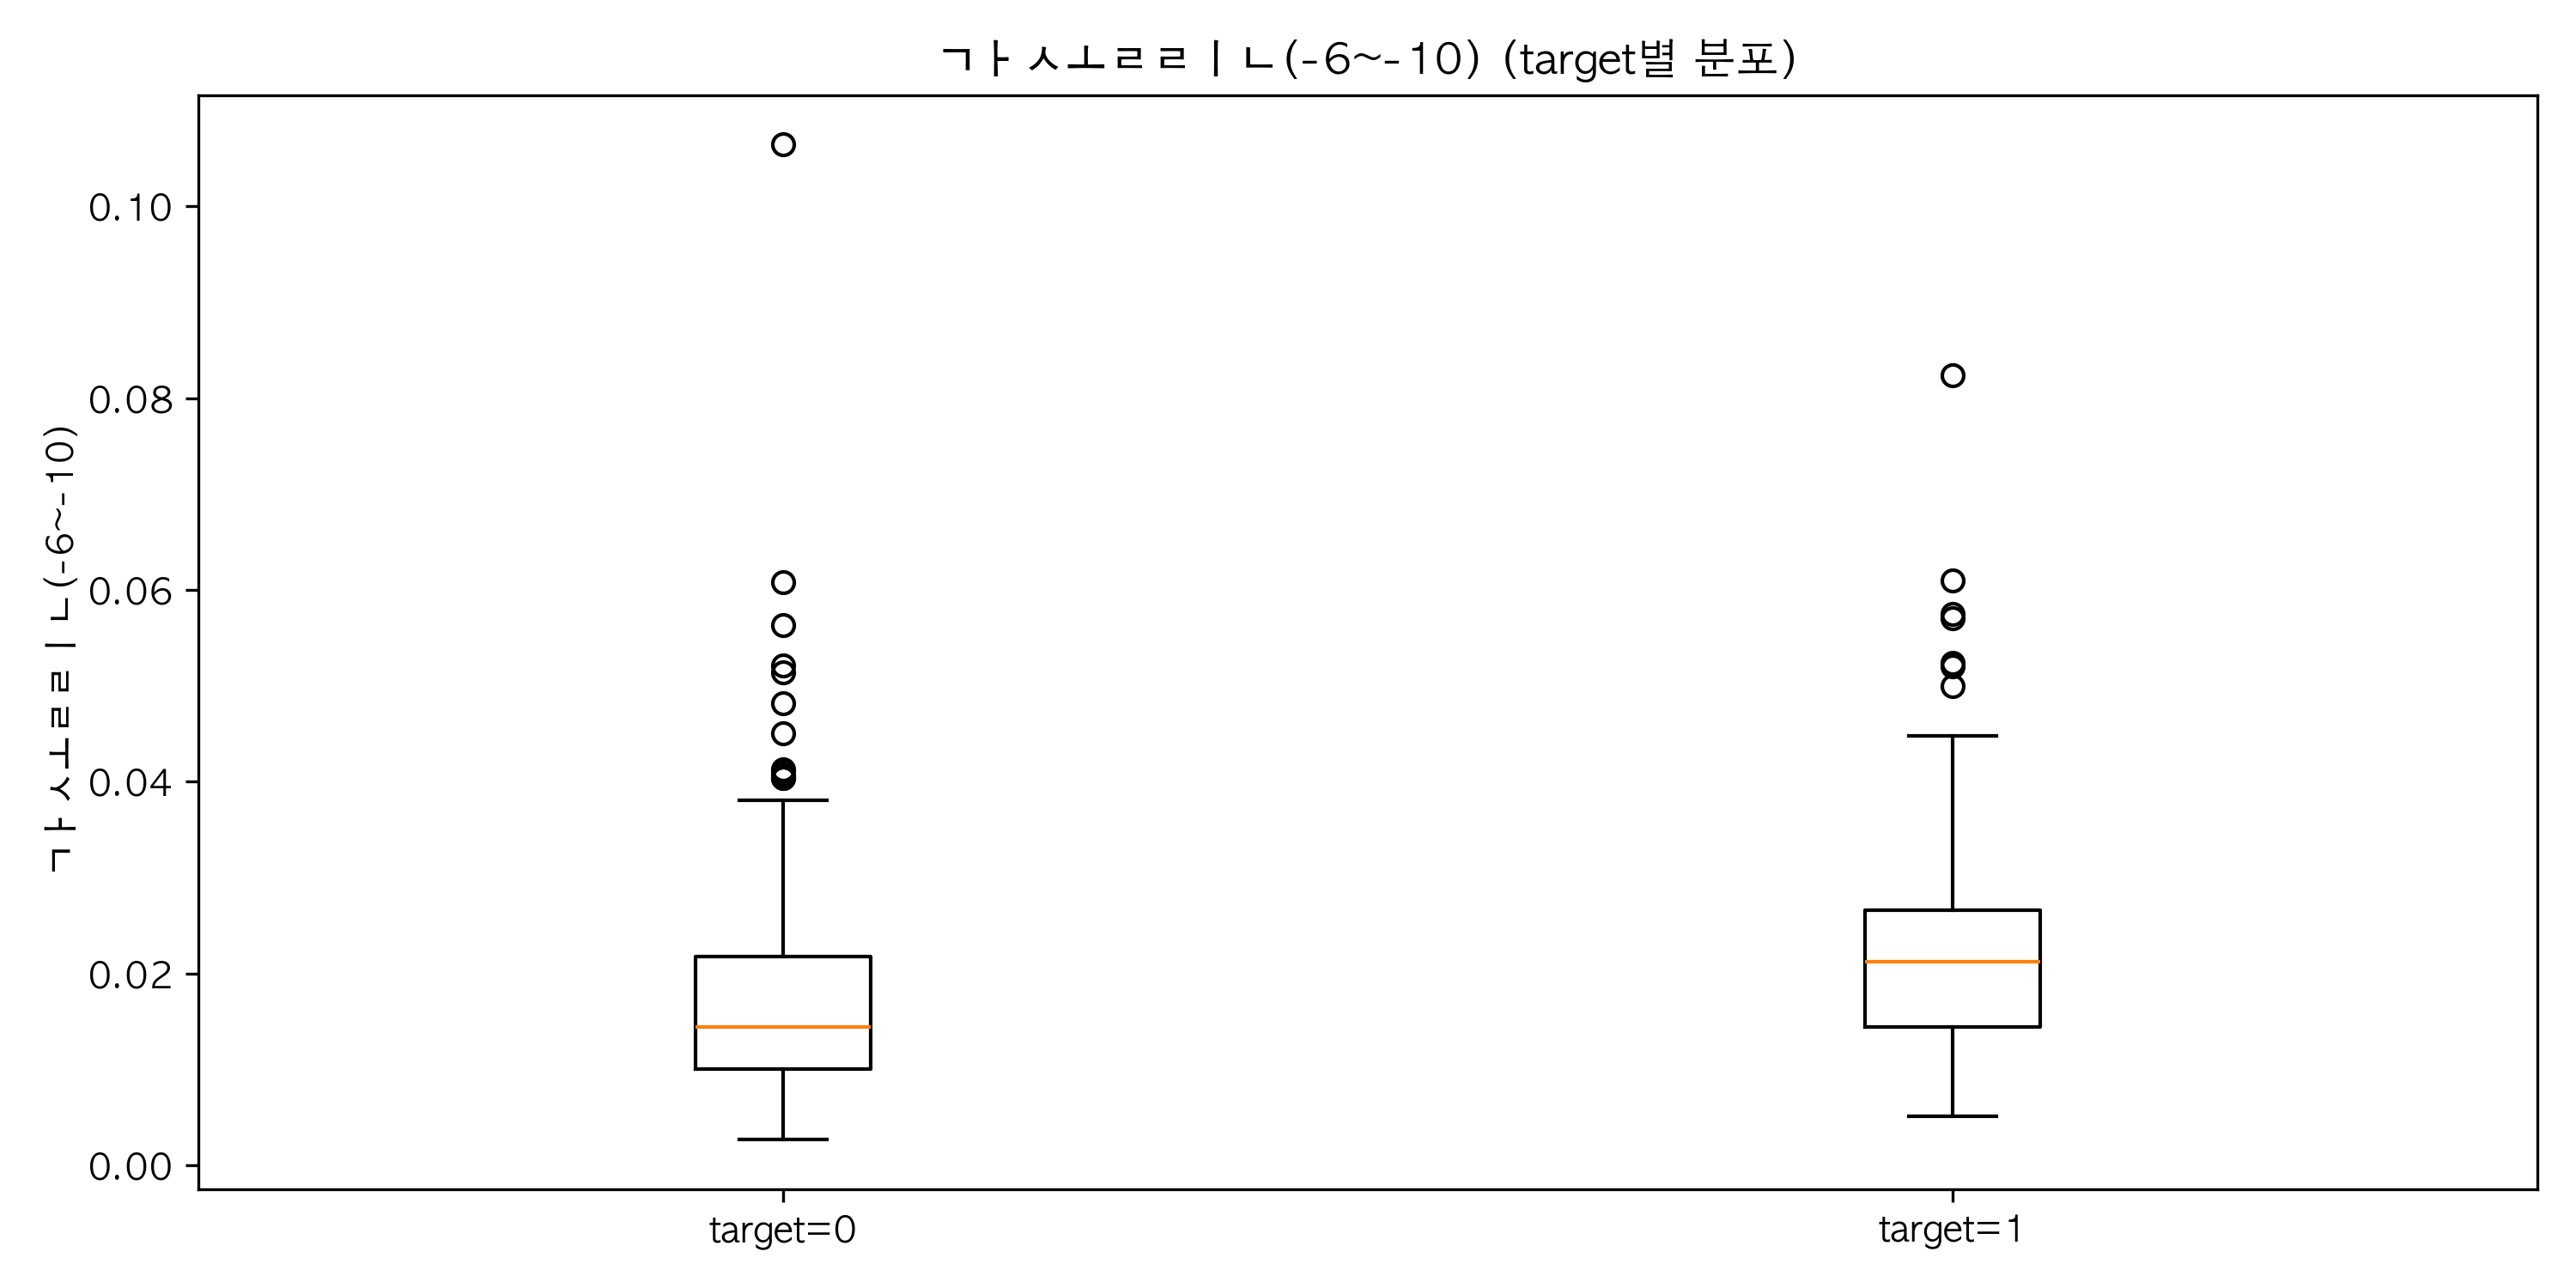 ㄱㅏㅅㅗㄹㄹㅣㄴ(-6~-10) (target별 분포)
ㄱㅏㅅㅗㄹㄹㅣㄴ(-6~-10)
0.10
0.08
0.06
0.04
0.02
0.00
target=0
target=1